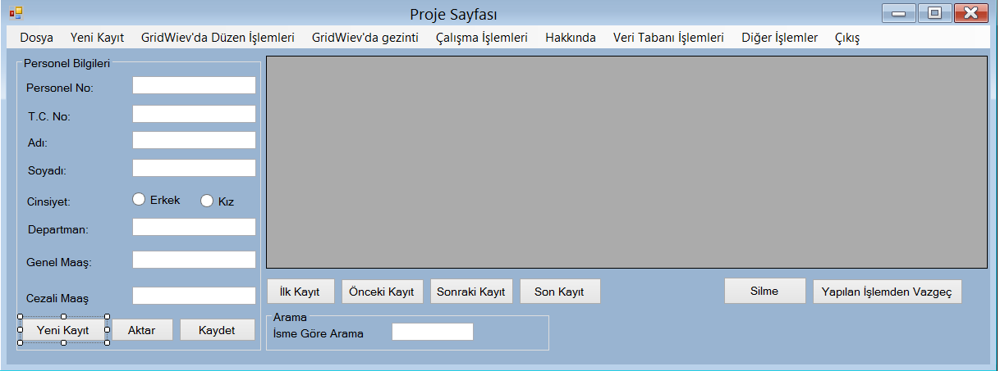 Proje Sayfası
Dosya Yeni Kayıt GridWiev'da Düzen İşlemleri GridWiev'da gezinti Çalışma İşlemleri Hakkında Veri Tabanı İşlemleri Diğer İşlemler Çıkış
Personel Bilgileri
Personel No:
T.C. No:
Adı:
Soyadı:
Cinsiyet: Erkek Kız
Departman:
Genel Maaş:
Cezali Maaş
Yeni Kayıt Aktar Kaydet
İlk Kayıt Önceki Kayıt Sonraki Kayıt Son Kayıt Silme Yapılan İşlemden Vazgeç
Arama
İsme Göre Arama